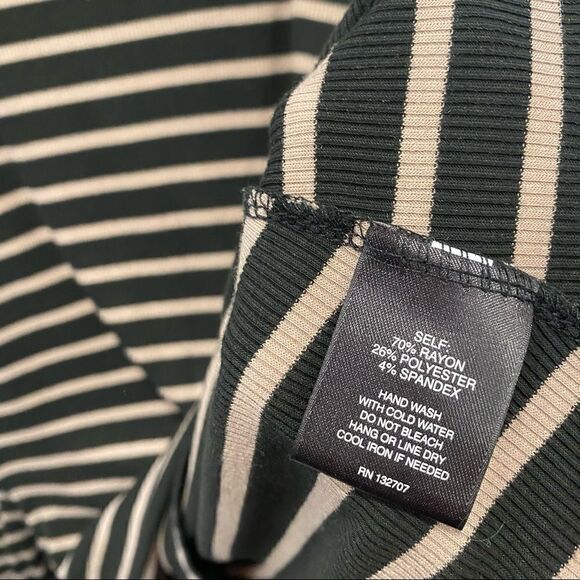 SELF:
70% RAYON
26% POLYESTER
4% SPANDEX
HAND WASH
WITH COLD WATER
DO NOT BLEACH
HANG OR LINE DRY
COOL IRON IF NEEDED
RN 132707